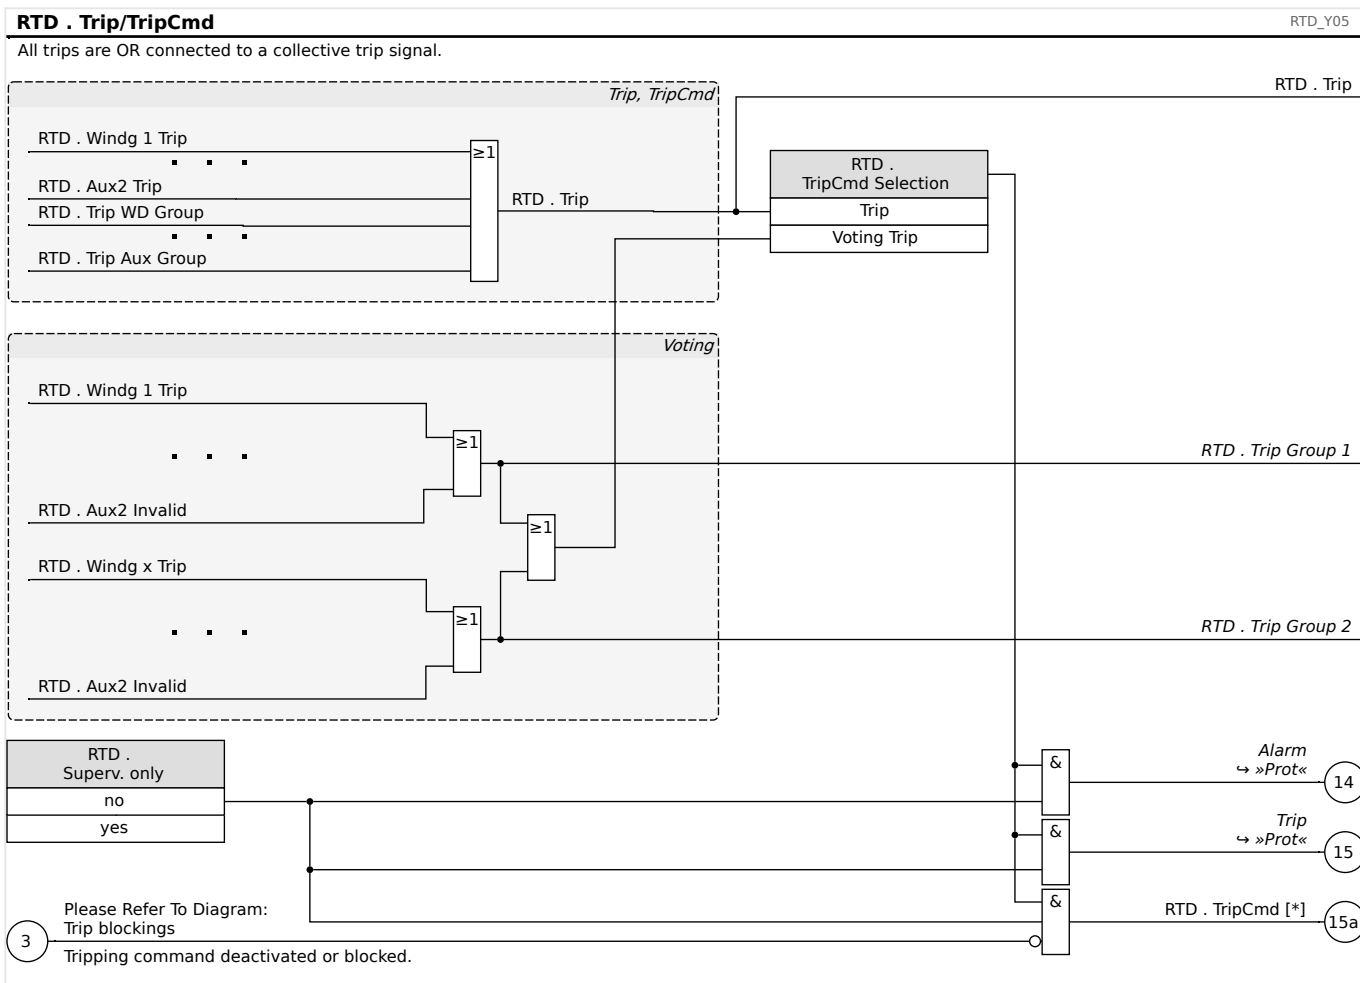 RTD . Trip/TripCmd
RTD_Y05
All trips are OR connected to a collective trip signal.
Trip, TripCmd
RTD . Trip
RTD . Windg 1 Trip
≥1
RTD . Aux2 Trip
RTD . Trip WD Group
RTD . Trip Aux Group
RTD . Trip
RTD .
TripCmd Selection
Trip
Voting Trip
Voting
RTD . Windg 1 Trip
≥1
RTD . Aux2 Invalid
RTD . Trip Group 1
≥1
RTD . Windg x Trip
≥1
RTD . Aux2 Invalid
RTD . Trip Group 2
RTD .
Superv. only
no
yes
&
Alarm
↪ »Prot«
14
&
Trip
↪ »Prot«
15
&
RTD . TripCmd [*]
15a
3
Please Refer To Diagram:
Trip blockings
Tripping command deactivated or blocked.